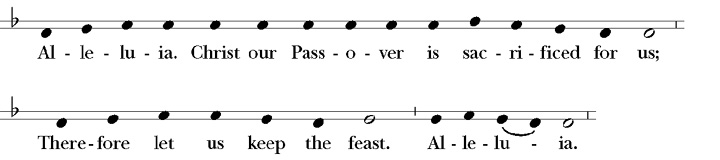 Al - le - lu - ia. Christ our Pass - o - ver is sac - ri - ficed for us;
There - fore let us keep the feast. Al - le - lu - ia.